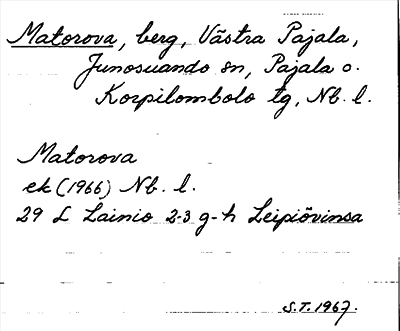 Matorova, berg, Västra Pajala,
Junosuando sn, Pajala o.
Korpilombolo tg, Nb. l.
Matorova
ek (1966) Nb. l.
29 L Lainio 2-3 g-h Leipiövinsa
S.T. 1967.